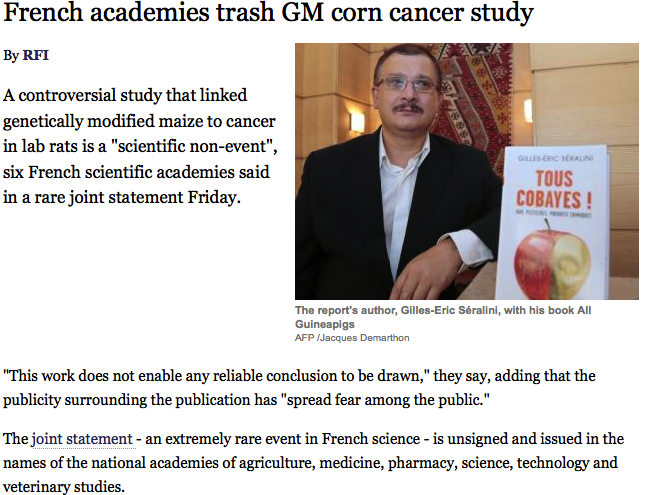 French academies trash GM corn cancer study
By RFI
A controversial study that linked
genetically modified maize to cancer
in lab rats is a "scientific non-event",
six French scientific academies said
in a rare joint statement Friday.
GILLES-ÉRIC SÉRALINI
TOUS
COBAYES !
OGM, PESTICIDES, PRODUITS CHIMIQUES
The report's author, Gilles-Eric Séralini, with his book All
Guineapigs
AFP /Jacques Demarthon
"This work does not enable any reliable conclusion to be drawn," they say, adding that the
publicity surrounding the publication has "spread fear among the public."
The joint statement - an extremely rare event in French science - is unsigned and issued in the
names of the national academies of agriculture, medicine, pharmacy, science, technology and
veterinary studies.